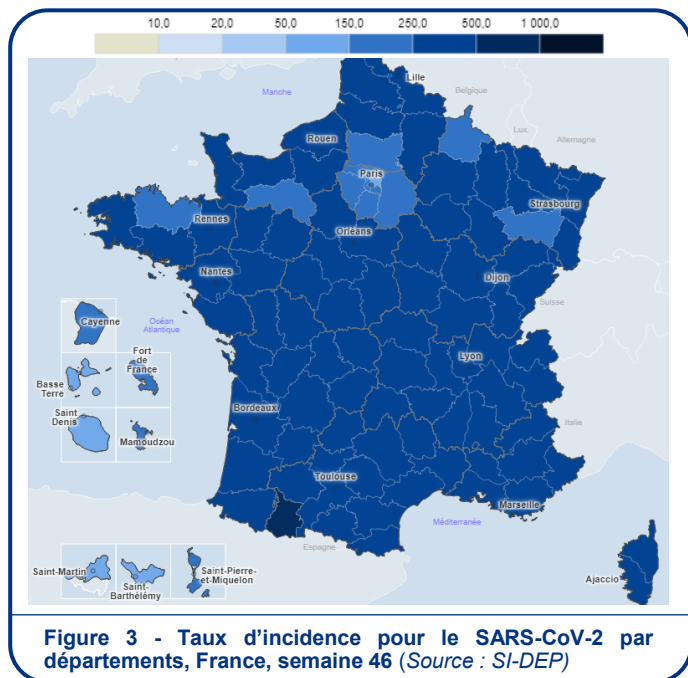 10,0 20,0 50,0 150,0 250,0 500,0 1 000,0
Lille
Belgique
Manche
Lux.
Allemagne
Rouen
Paris
Strasbourg
Rennes
Orléans
Nantes
Dijon
Suisse
Océan
Atlantique
Cayenne
Fort
de
France
Basse
Terre
Lyon
Saint
Denis
Bordeaux
Mamoudzou
Italie
Toulouse
Marseille
Méditerranée
Espagne
Saint-Martin
Saint-
Barthélémy
Saint-Pierre-
et-Miquelon
Ajaccio
Figure 3 - Taux d’incidence pour le SARS-CoV-2 par
départements, France, semaine 46 (Source : SI-DEP)